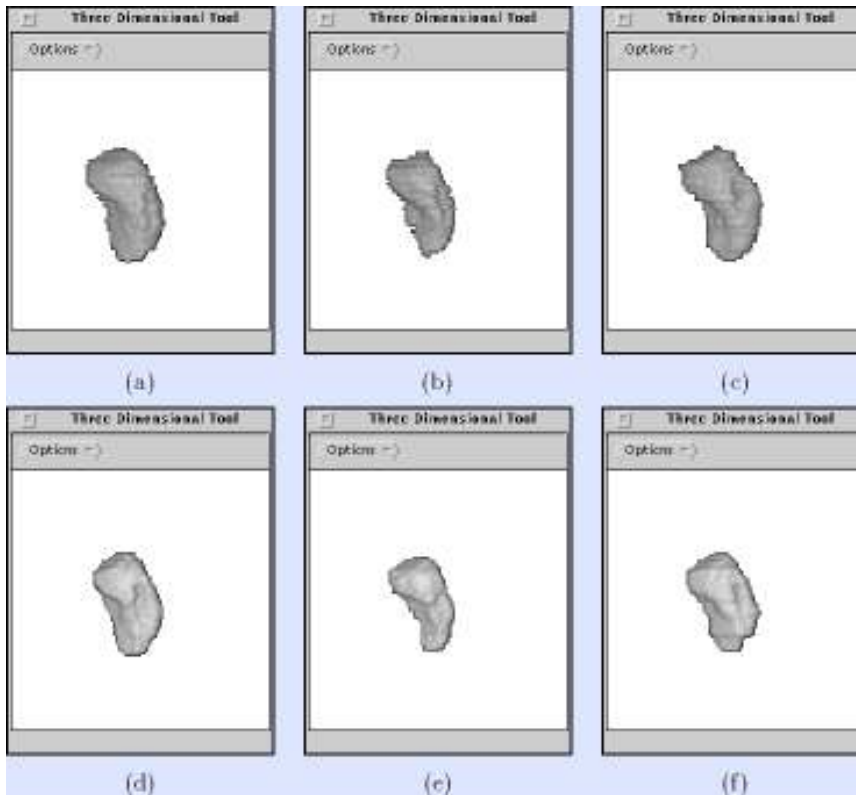 Three Dimensional Tool Three Dimensional Tool Three Dimensional Tool
Options Options Options
(a) (b) (c)
Three Dimensional Tool Three Dimensional Tool Three Dimensional Tool
Options Options Options
(d) (e) (f)